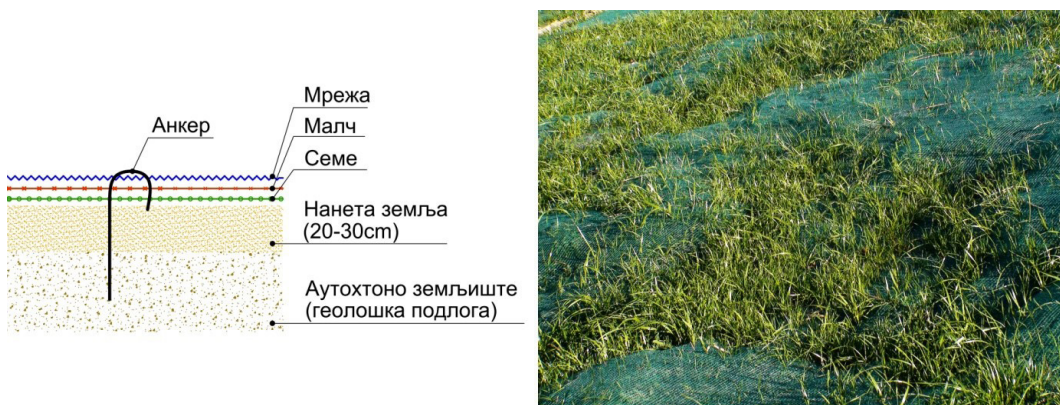 Мрежа
Анкер
Малч
Семе
Нанета земља
(20-30cm)
Аутохтоно земљиште
(геолошка подлога)